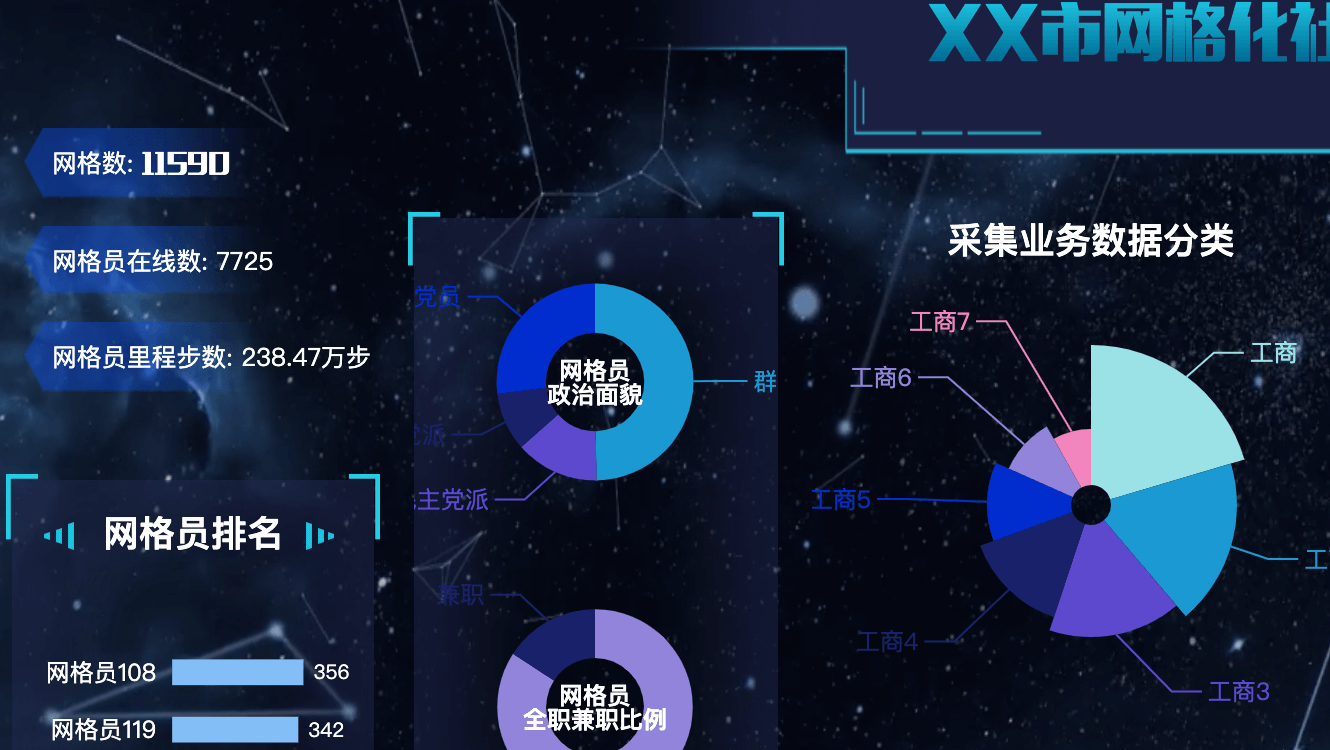 XX市网格化社
网格数: 11590
网格员在线数: 7725
网格员里程步数: 238.47万步
网格员排名
网格员108 356
网格员119 342
党员
网格员
政治面貌
群
党派
主党派
兼职
网格员
全职兼职比例
采集业务数据分类
工商7
工商
工商6
工商5
工
工商4
工商3